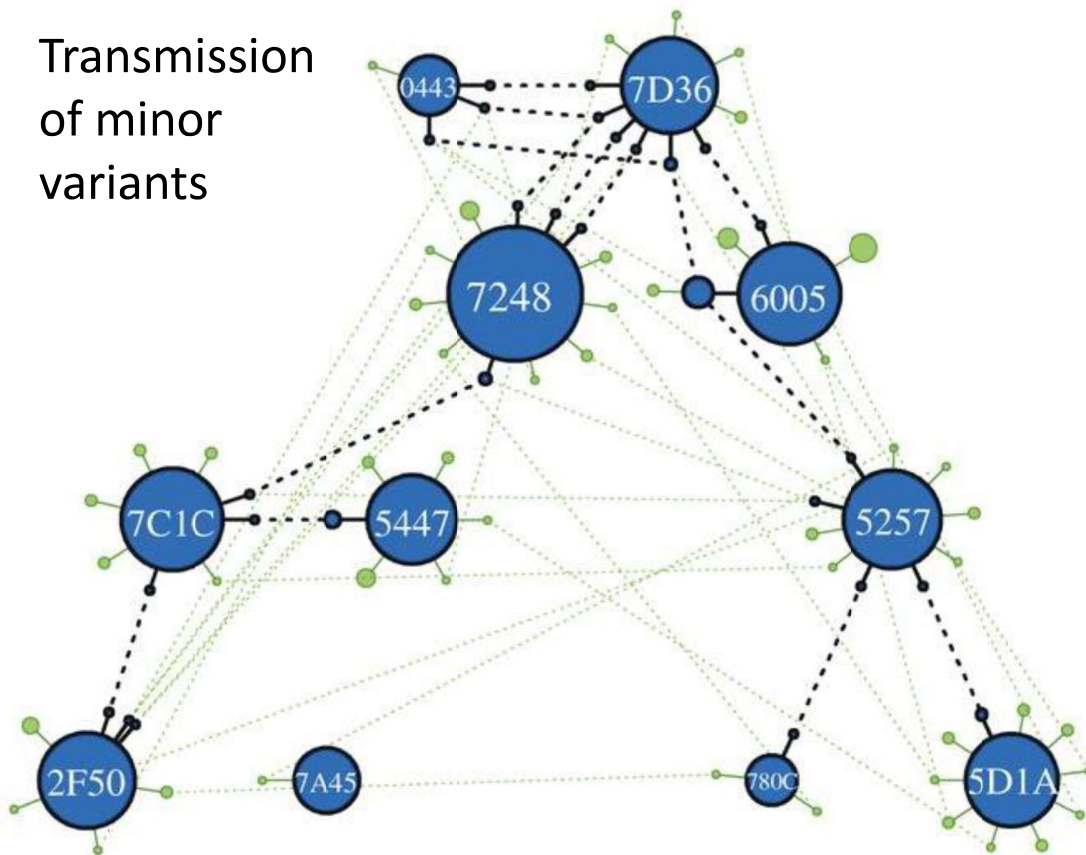 Transmission
of minor
variants
0443
7D36
7248
6005
7C1C
5447
5257
2F50
7A45
780C
5D1A